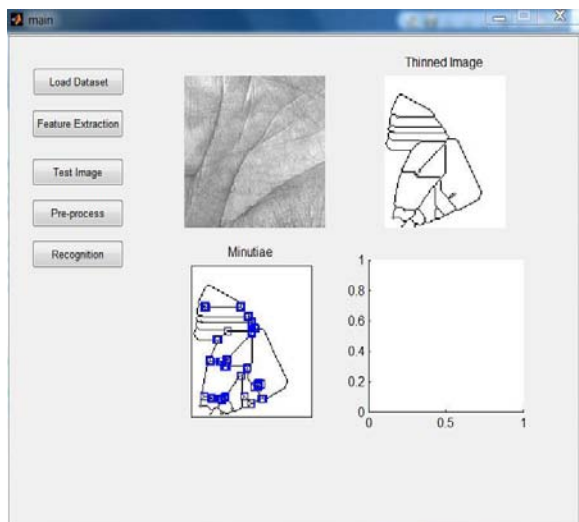 main
Load Dataset
Feature Extraction
Test Image
Pre-process
Recognition
Thinned Image
Minutiae
1
0.8
0.6
0.4
0.2
0
0
0.5
1